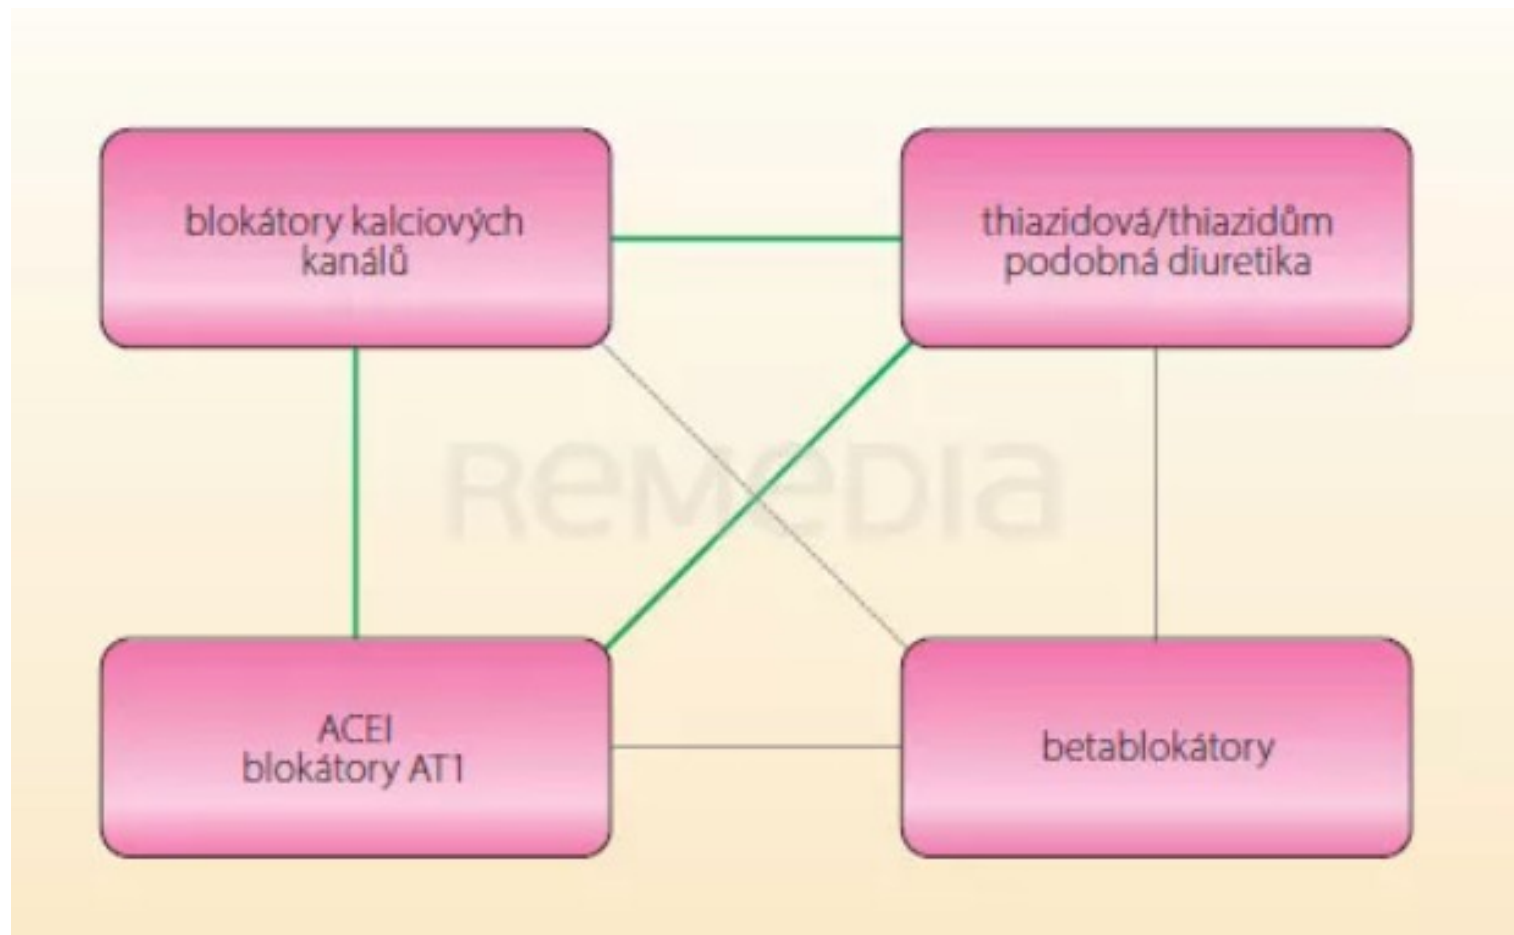 blokátory kalciových
kanálů
thiazidová/thiazidům
podobná diuretika
REMEDIA
ACEI
blokátory AT1
betablokátory